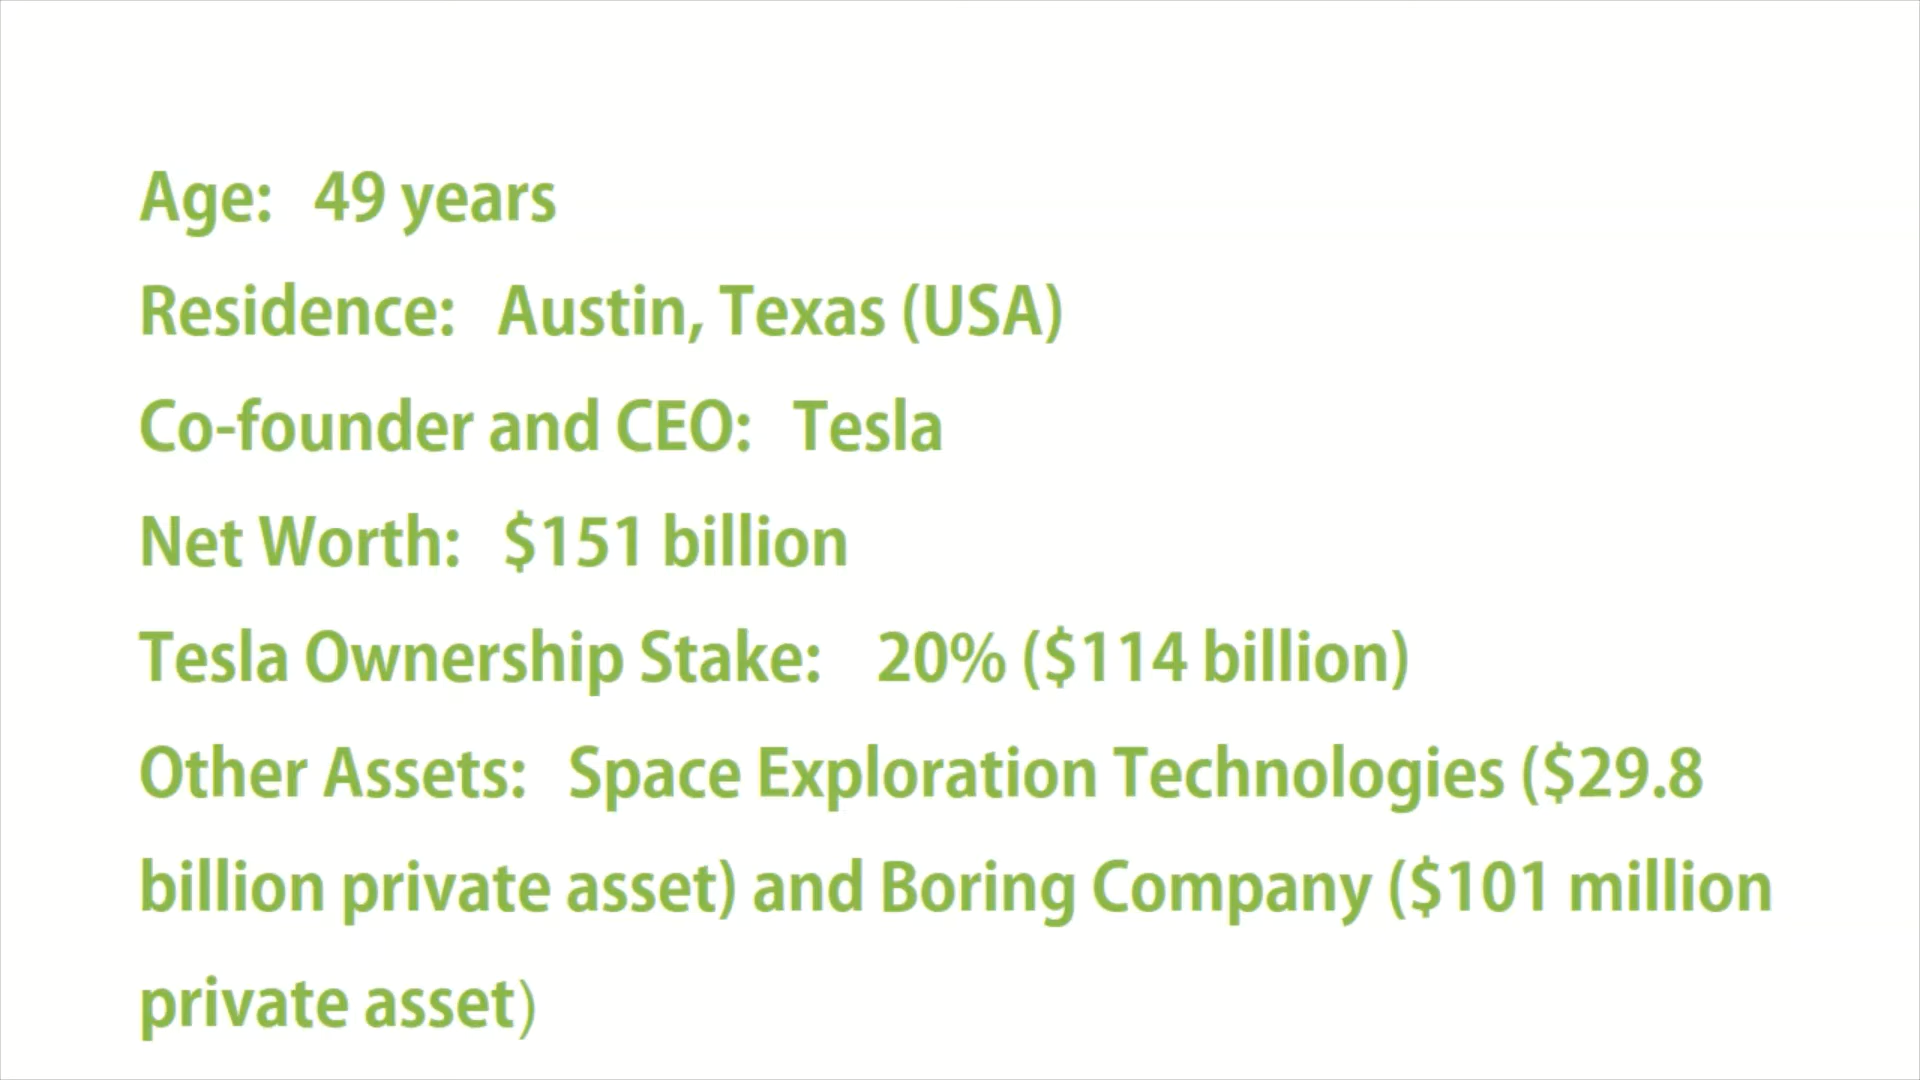 Age: 49 years
Residence: Austin, Texas (USA)
Co-founder and CEO: Tesla
Net Worth: $151 billion
Tesla Ownership Stake: 20% ($114 billion)
Other Assets: Space Exploration Technologies ($29.8
billion private asset) and Boring Company ($101 million
private asset)